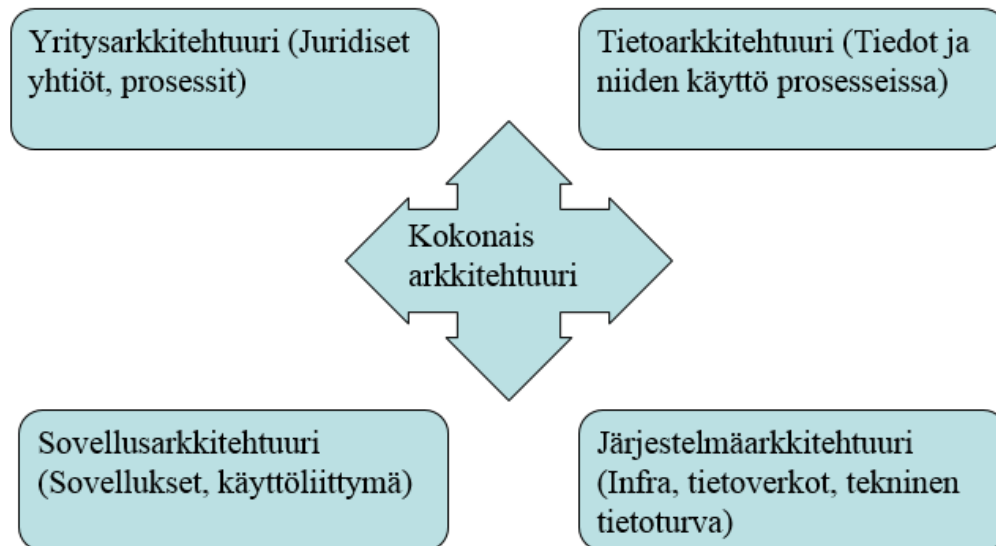 Yritysarkkitehtuuri (Juridiset
yhtiöt, prosessit)
Tietoarkkitehtuuri (Tiedot ja
niiden käyttö prosesseissa)
Kokonais
arkkitehtuuri
Sovellusarkkitehtuuri
(Sovellukset, käyttöliittymä)
Järjestelmäarkkitehtuuri
(Infra, tietoverkot, tekninen
tietoturva)